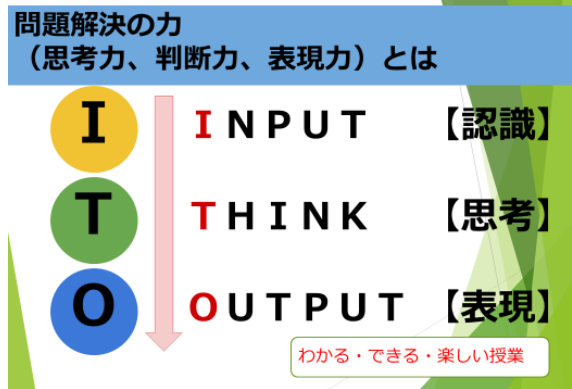 問題解決の力
（思考力、判断力、表現力）とは
I ＩＮＰＵＴ 【認識】
T ＴＨＩＮＫ 【思考】
O ＯＵＴＰＵＴ 【表現】
わかる・できる・楽しい授業